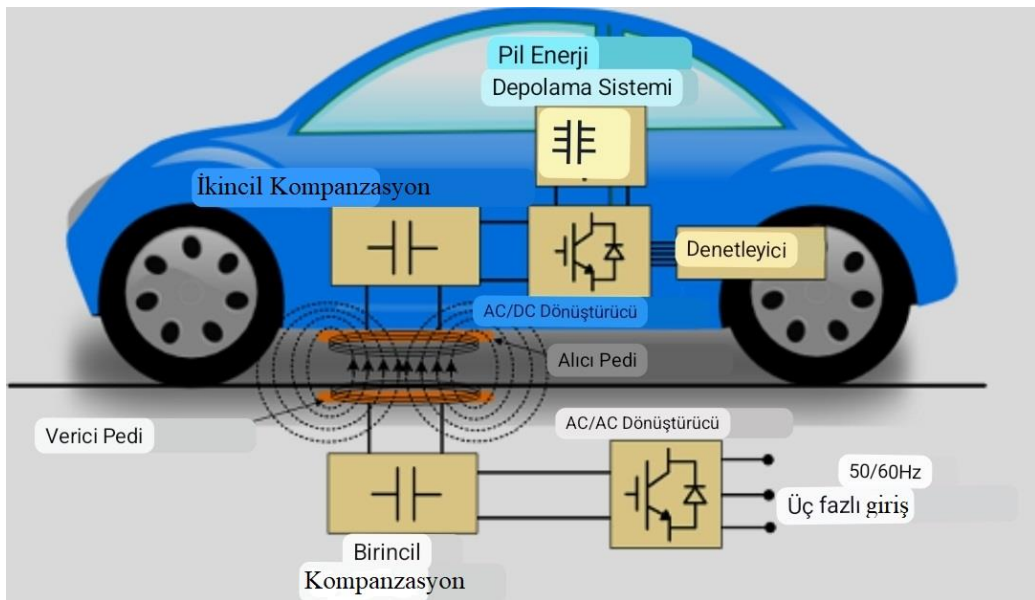 Pil Enerji
Depolama Sistemi
İkincil Kompanzasyon
Denetleyici
AC/DC Dönüştürücü
Alıcı Pedi
Verici Pedi
AC/AC Dönüştürücü
50/60Hz
Üç fazlı giriş
Birincil
Kompanzasyon